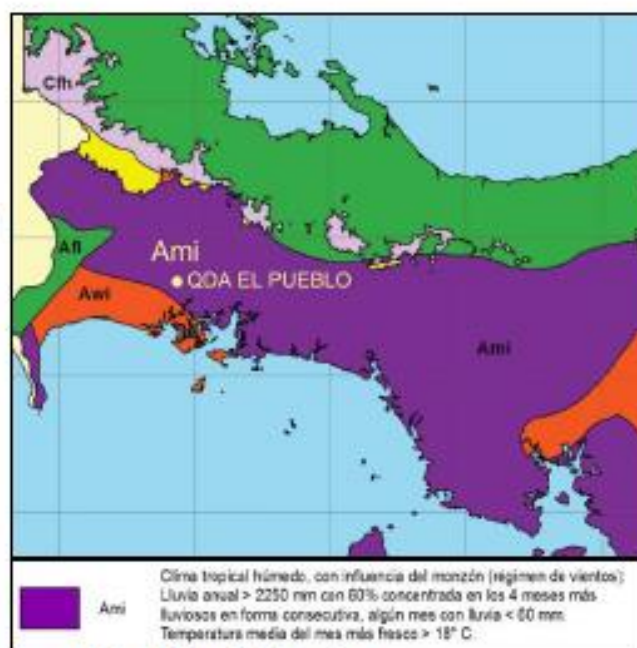 Cfh
Afi
Ami
QDA EL PUEBLO
Awi
Ami
Ami
Clima tropical húmedo, con influencia del monzón (régimen de vientos):
Lluvia anual > 2250 mm con 60% concentrada en los 4 meses más
lluviosos en forma consecutiva, algún mes con lluvia < 60 mm.
Temperatura media del mes más fresco > 18° C.